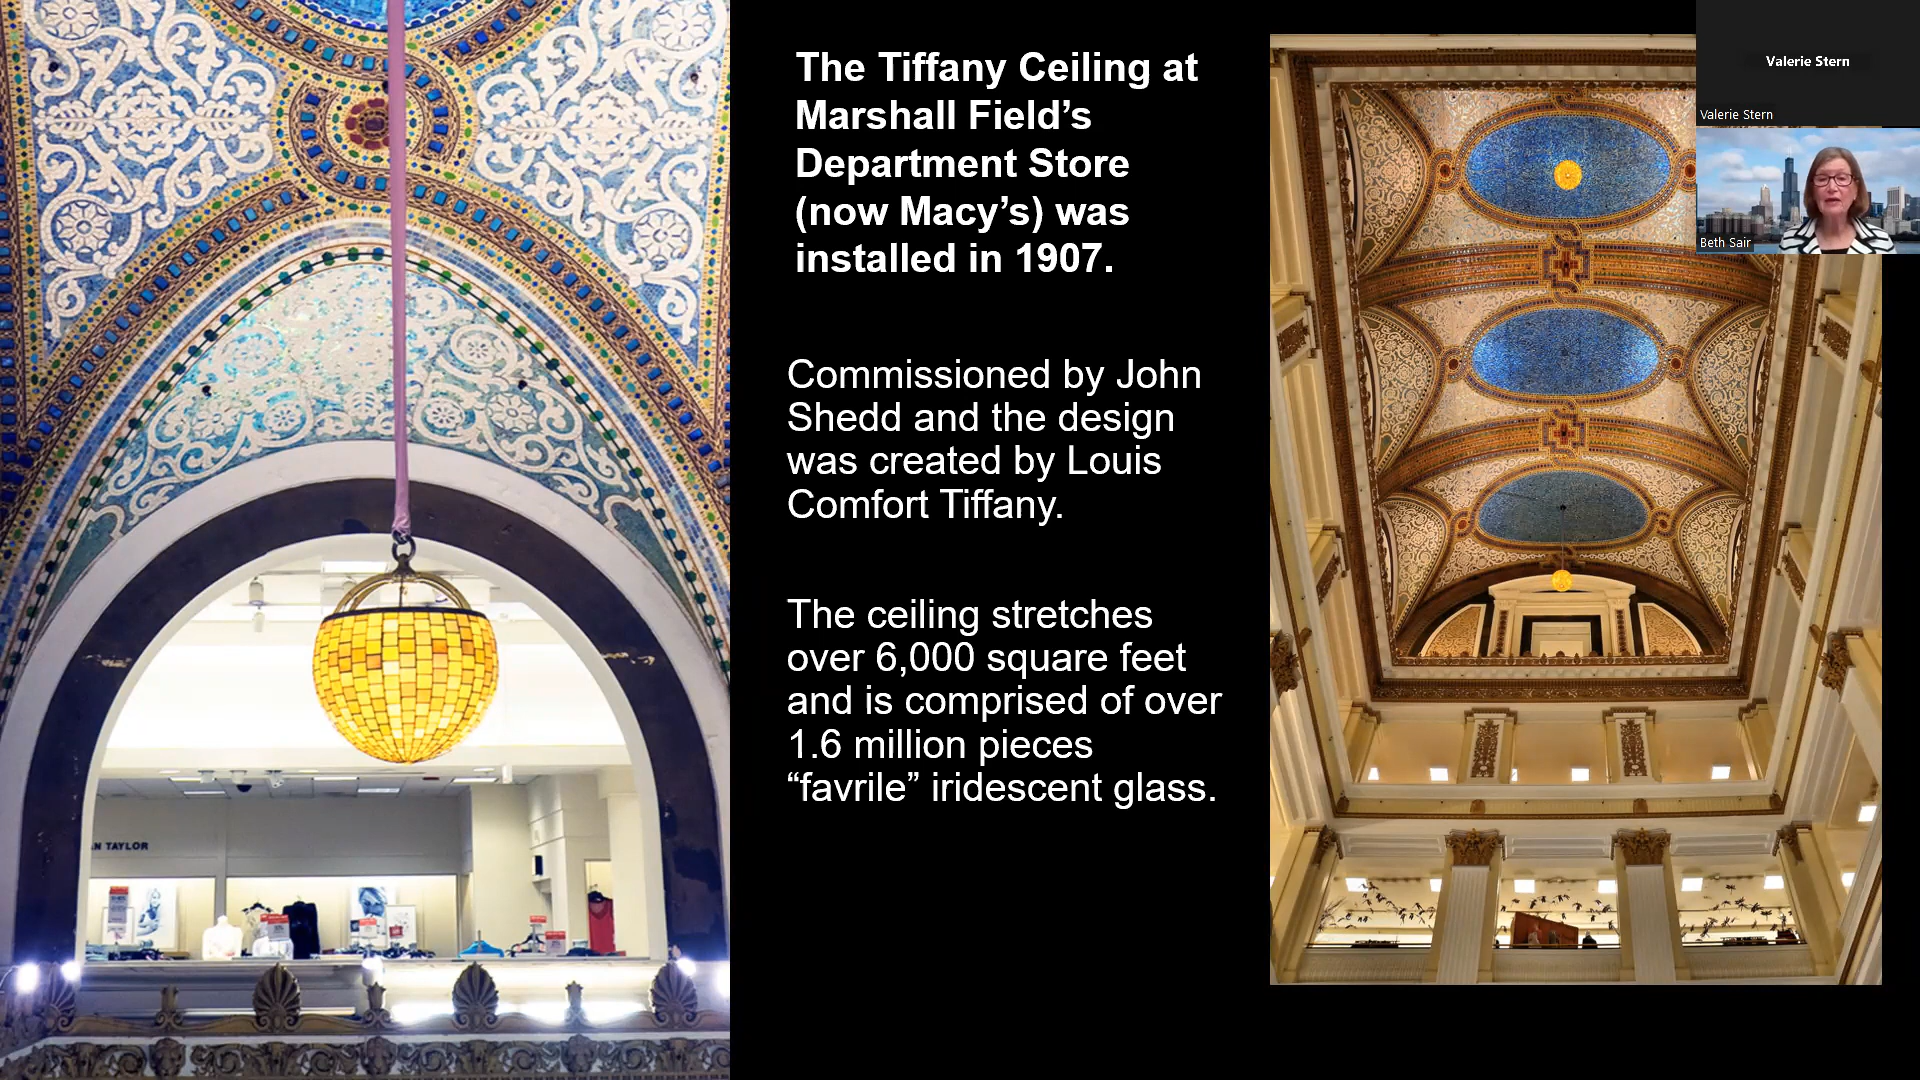 The Tiffany Ceiling at
Marshall Field’s
Department Store
(now Macy’s) was
installed in 1907.
Commissioned by John
Shedd and the design
was created by Louis
Comfort Tiffany.
The ceiling stretches
over 6,000 square feet
and is comprised of over
1.6 million pieces
“favrile” iridescent glass.
Valerie Stern
Valerie Stern
Beth Sair
N TAYLOR